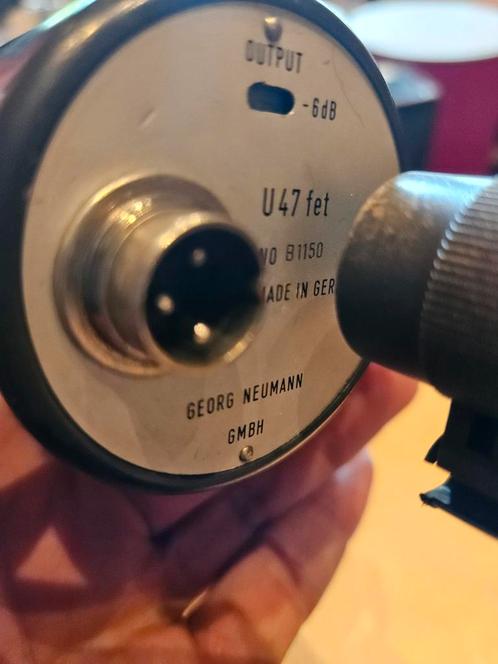 OUTPUT
-6dB
U47 fet
NO B1150
MADE IN GER
GEORG NEUMANN
GMBH